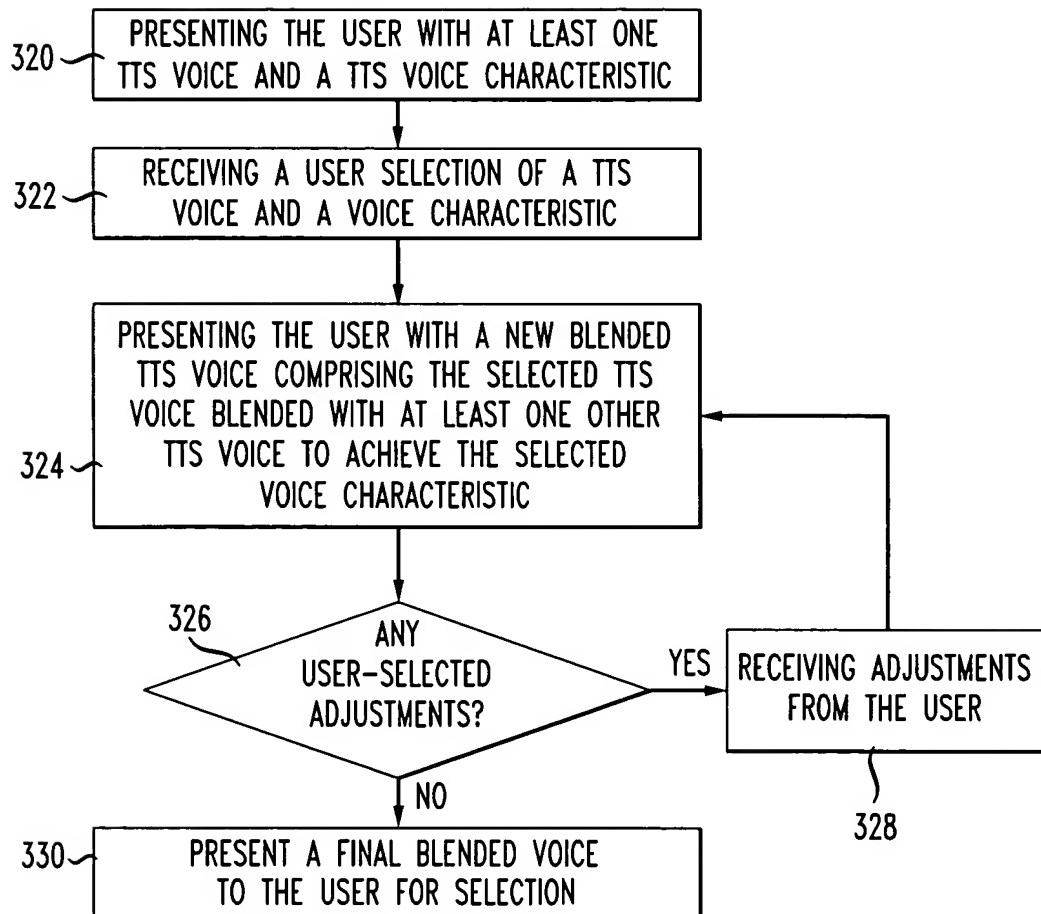 320
PRESENTING THE USER WITH AT LEAST ONE
TTS VOICE AND A TTS VOICE CHARACTERISTIC
322
RECEIVING A USER SELECTION OF A TTS
VOICE AND A VOICE CHARACTERISTIC
324
PRESENTING THE USER WITH A NEW BLENDED
TTS VOICE COMPRISING THE SELECTED TTS
VOICE BLENDED WITH AT LEAST ONE OTHER
TTS VOICE TO ACHIEVE THE SELECTED
VOICE CHARACTERISTIC
326
ANY
USER-SELECTED
ADJUSTMENTS?
YES
RECEIVING ADJUSTMENTS
FROM THE USER
328
NO
330
PRESENT A FINAL BLENDED VOICE
TO THE USER FOR SELECTION